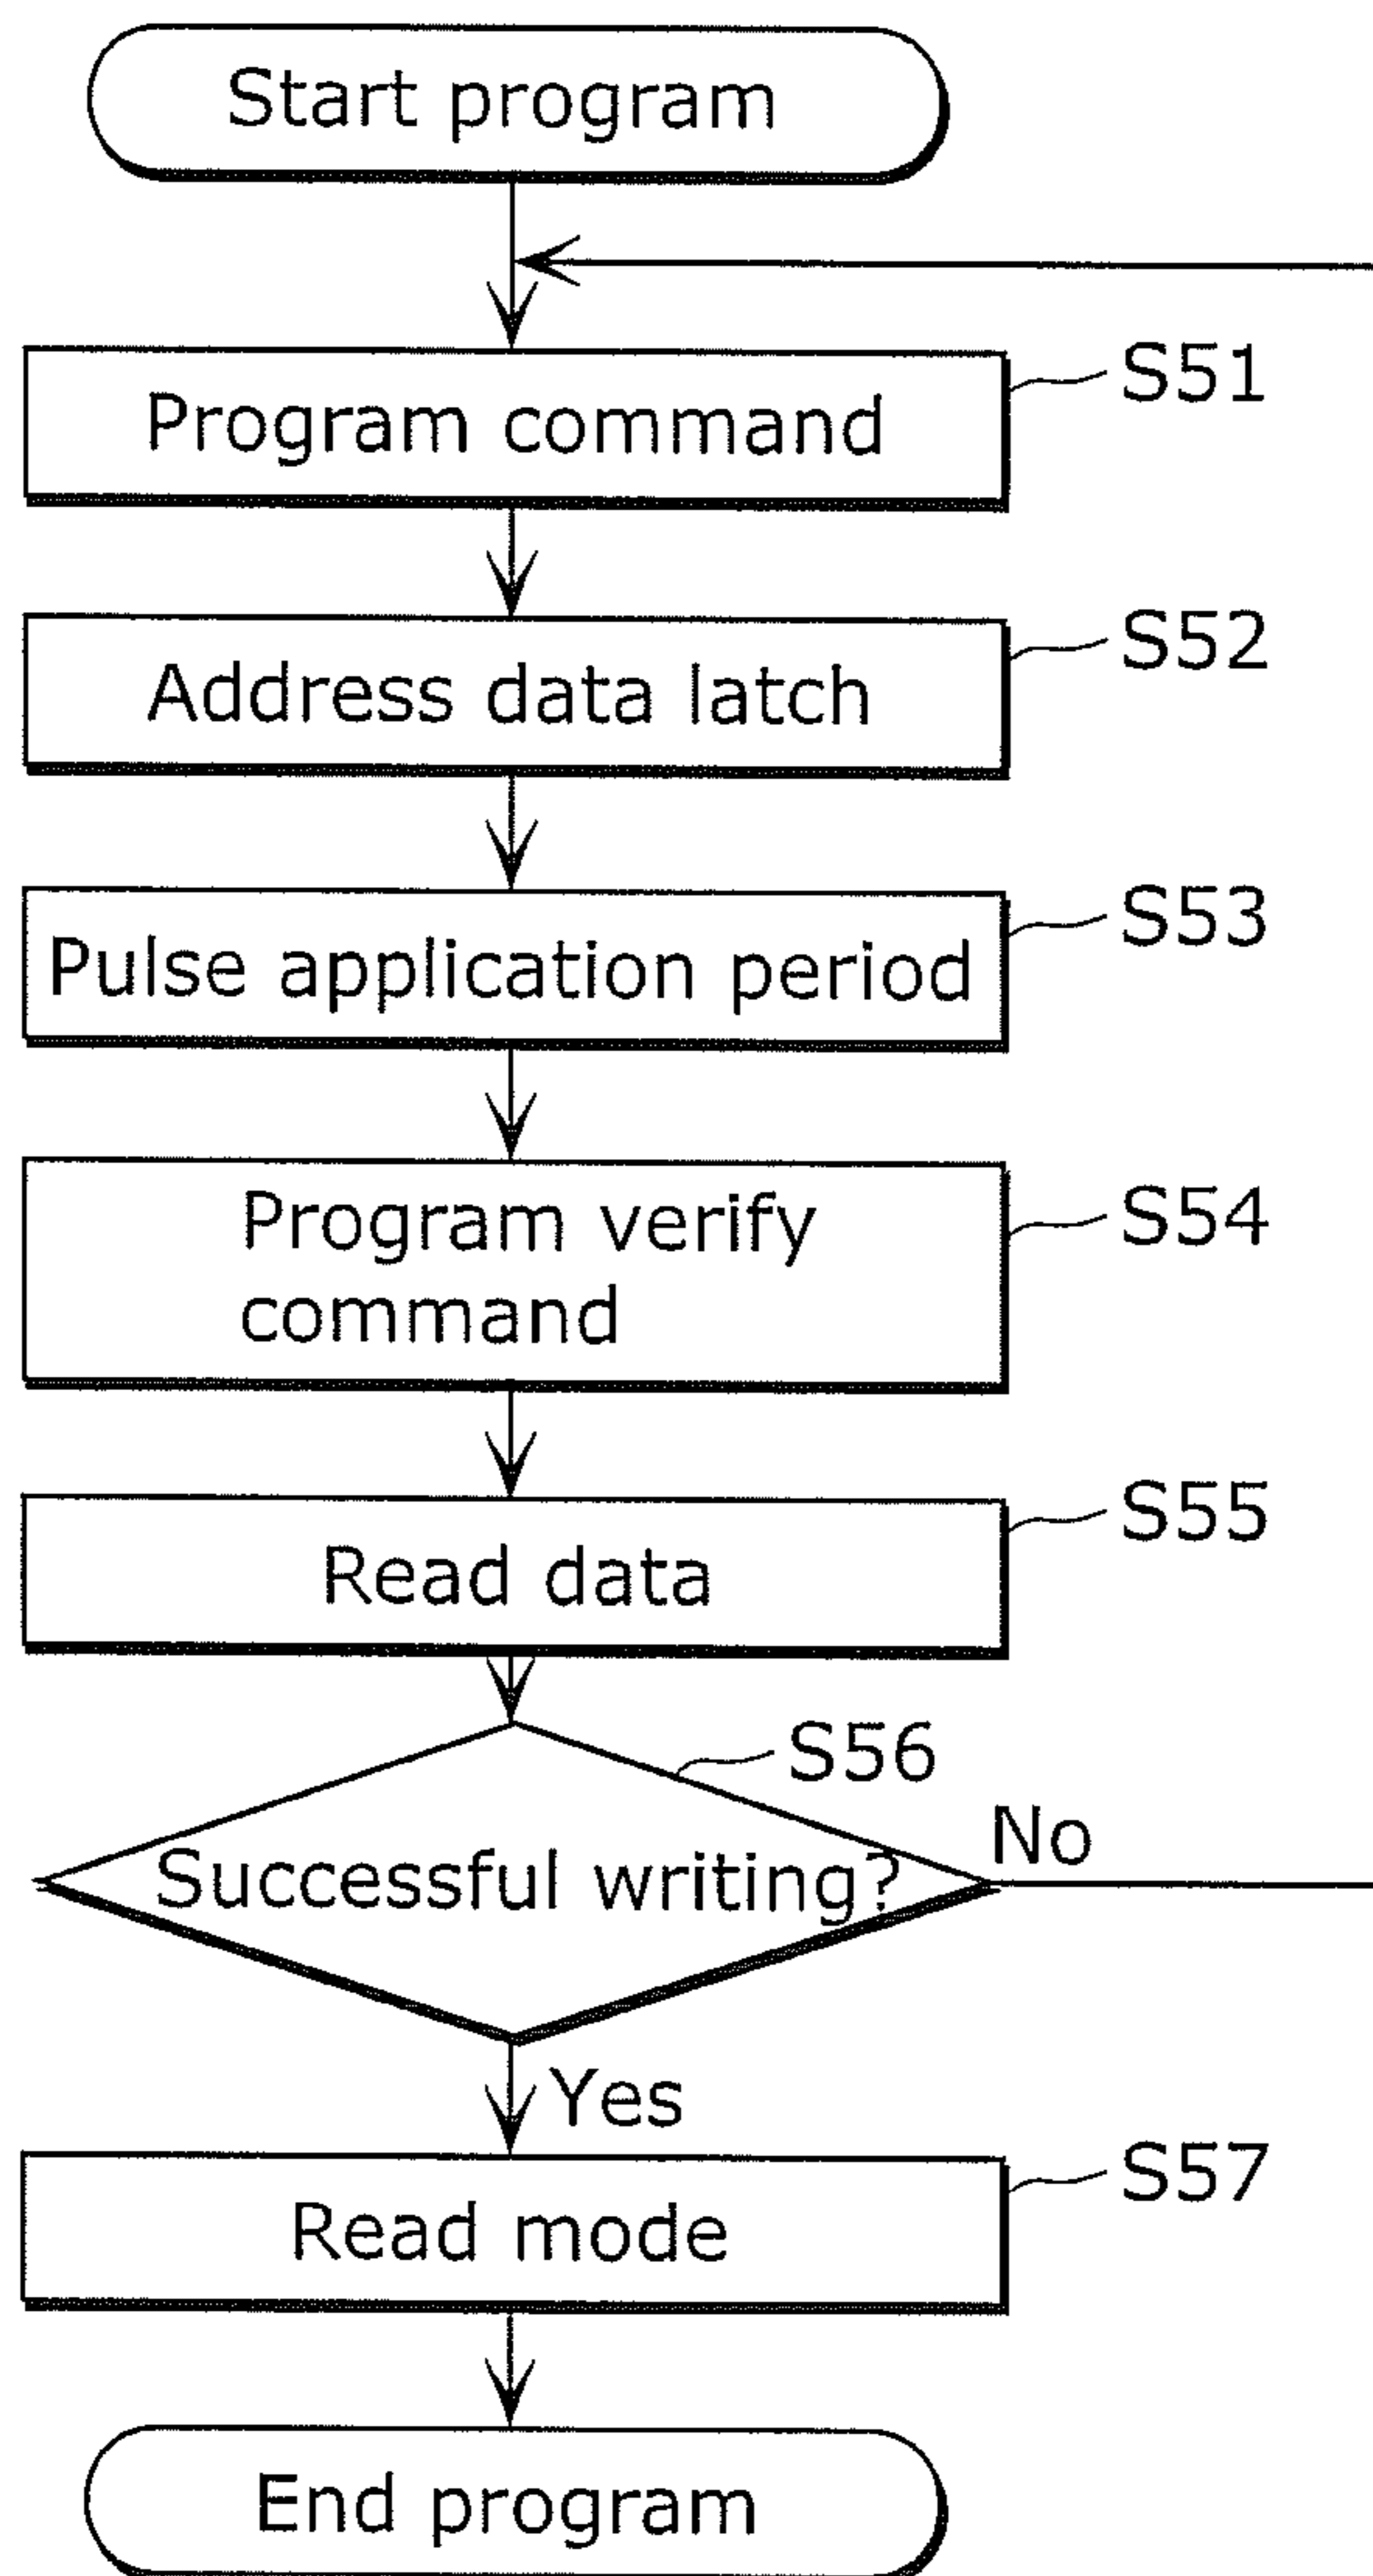 Start program
Program command
S51
Address data latch
S52
Pulse application period
S53
Program verify
command
S54
Read data
S55
S56
Successful writing?
No
Yes
Read mode
S57
End program